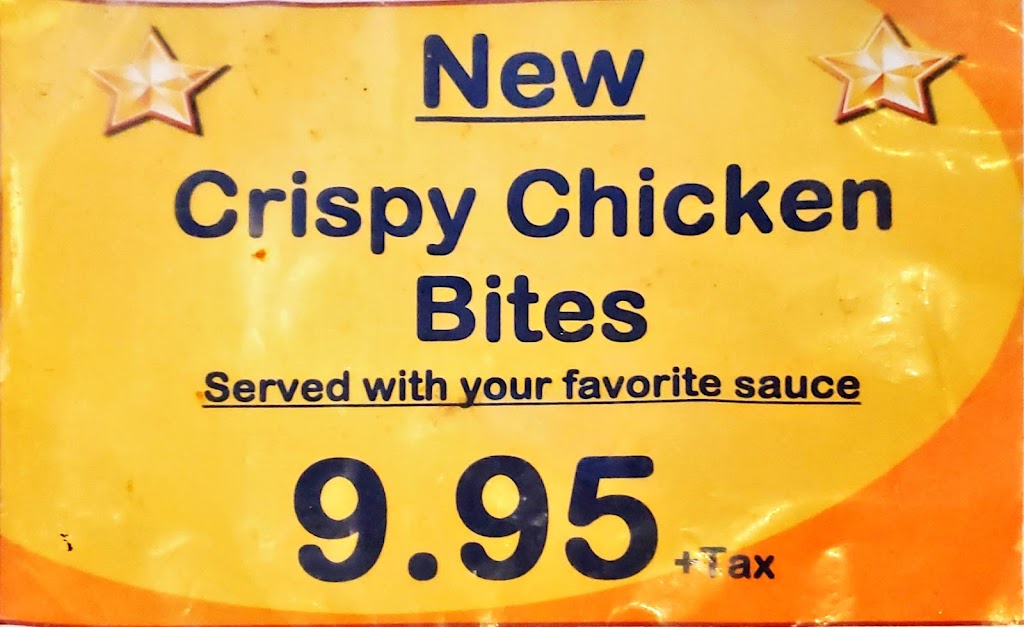 New
Crispy Chicken
Bites
Served with your favorite sauce
9.95 +Tax